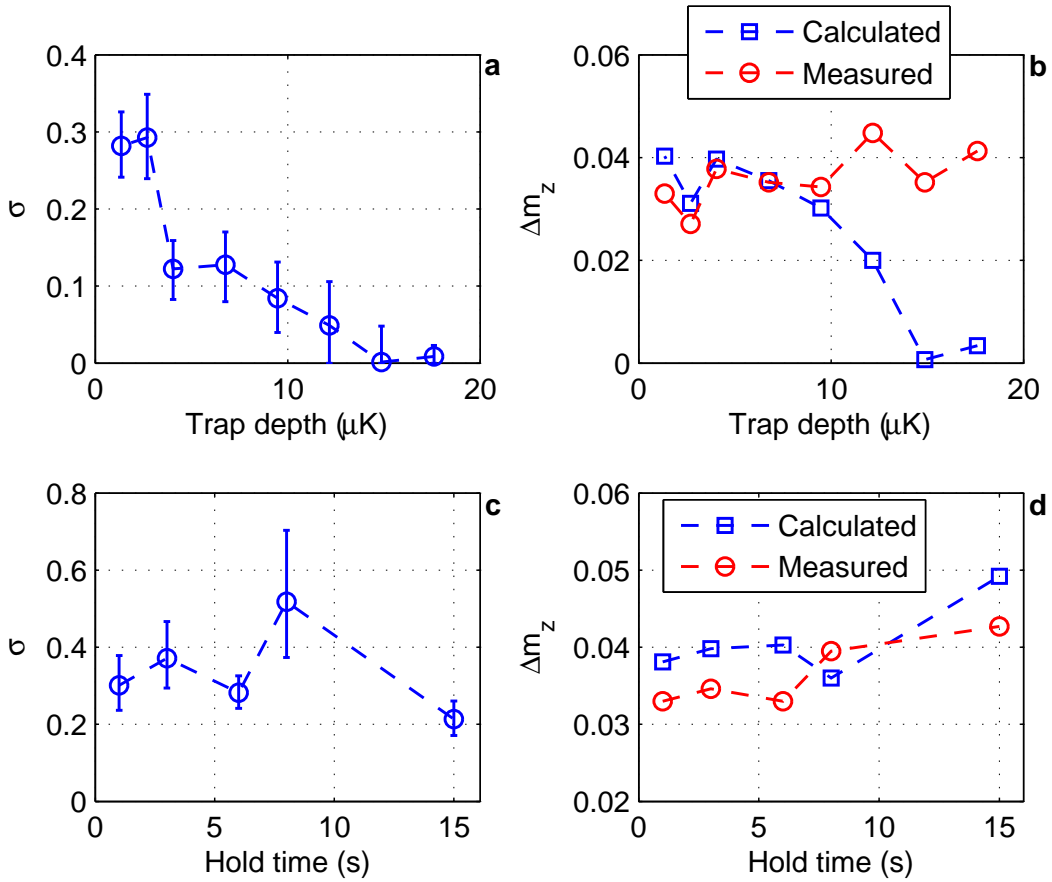 a
0.4
0.3
0.2
0.1
0
σ
0
10
20
Trap depth (μK)
b
Calculated
Measured
0.06
0.04
0.02
0
Δm_z
0
10
20
Trap depth (μK)
c
0.8
0.6
0.4
0.2
0
σ
0
5
10
15
Hold time (s)
d
Calculated
Measured
0.06
0.05
0.04
0.03
0.02
Δm_z
0
5
10
15
Hold time (s)